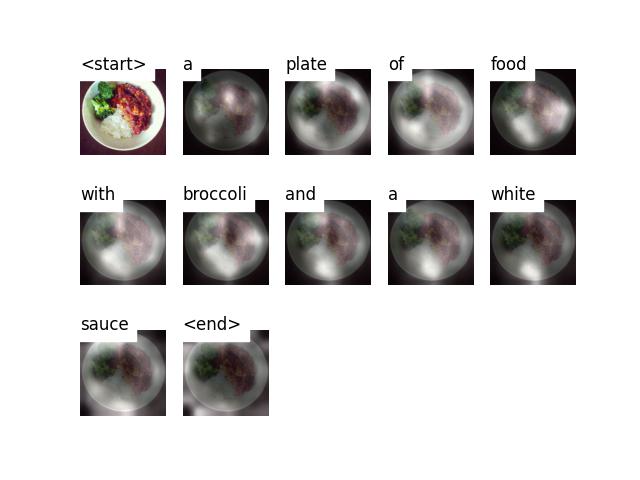 <start> a plate of food
with broccoli and a white
sauce <end>